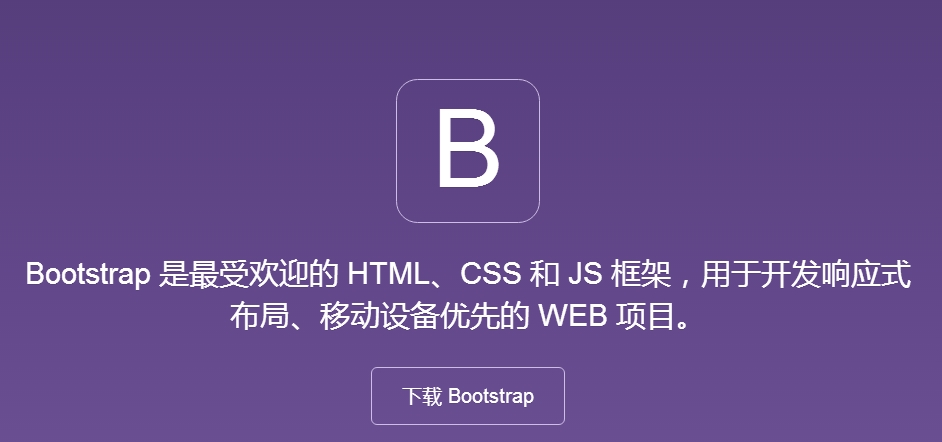 B
Bootstrap 是最受欢迎的 HTML、CSS 和 JS 框架，用于开发响应式
布局、移动设备优先的 WEB 项目。
下载 Bootstrap